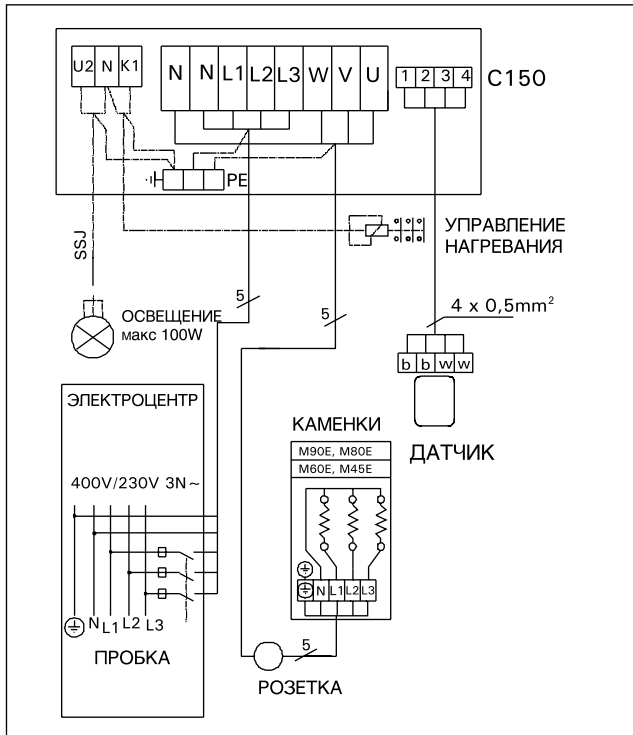 U2 N K1
N N L1 L2 L3 W V U
1 2 3 4
C150
PE
УПРАВЛЕНИЕ
НАГРЕВАНИЯ
SSJ
5
5
4 x 0,5mm²
ОСВЕЩЕНИЕ
макс 100W
b b w w
ДАТЧИК
ЭЛЕКТРОЦЕНТР
400V/230V 3N~
КАМЕНКИ
M90E, M80E
M60E, M45E
N L1 L2 L3
N L1 L2 L3
ПРОБКА
5
РОЗЕТКА